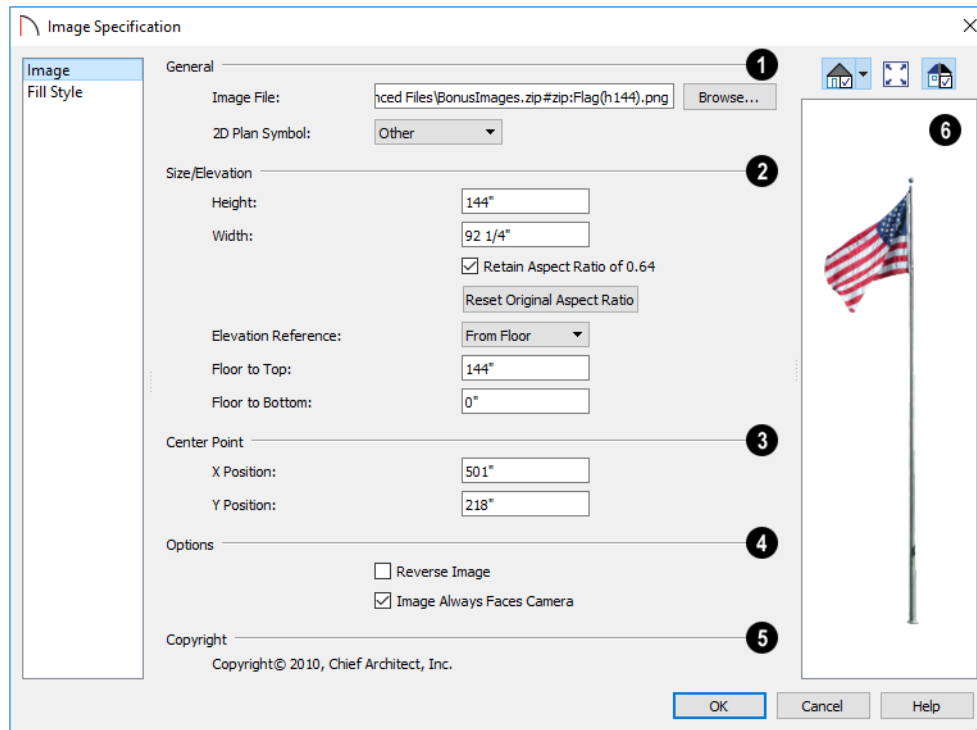 Image Specification
Image
Fill Style
General
1
Image File:
nced Files\BonusImages.zip#zip:Flag(h144).png
Browse...
2D Plan Symbol:
Other
Size/Elevation
2
Height:
144"
Width:
92 1/4"
Retain Aspect Ratio of 0.64
Reset Original Aspect Ratio
Elevation Reference:
From Floor
Floor to Top:
144"
Floor to Bottom:
0"
Center Point
3
X Position:
501"
Y Position:
218"
Options
4
Reverse Image
Image Always Faces Camera
Copyright
5
Copyright© 2010, Chief Architect, Inc.
6
OK
Cancel
Help